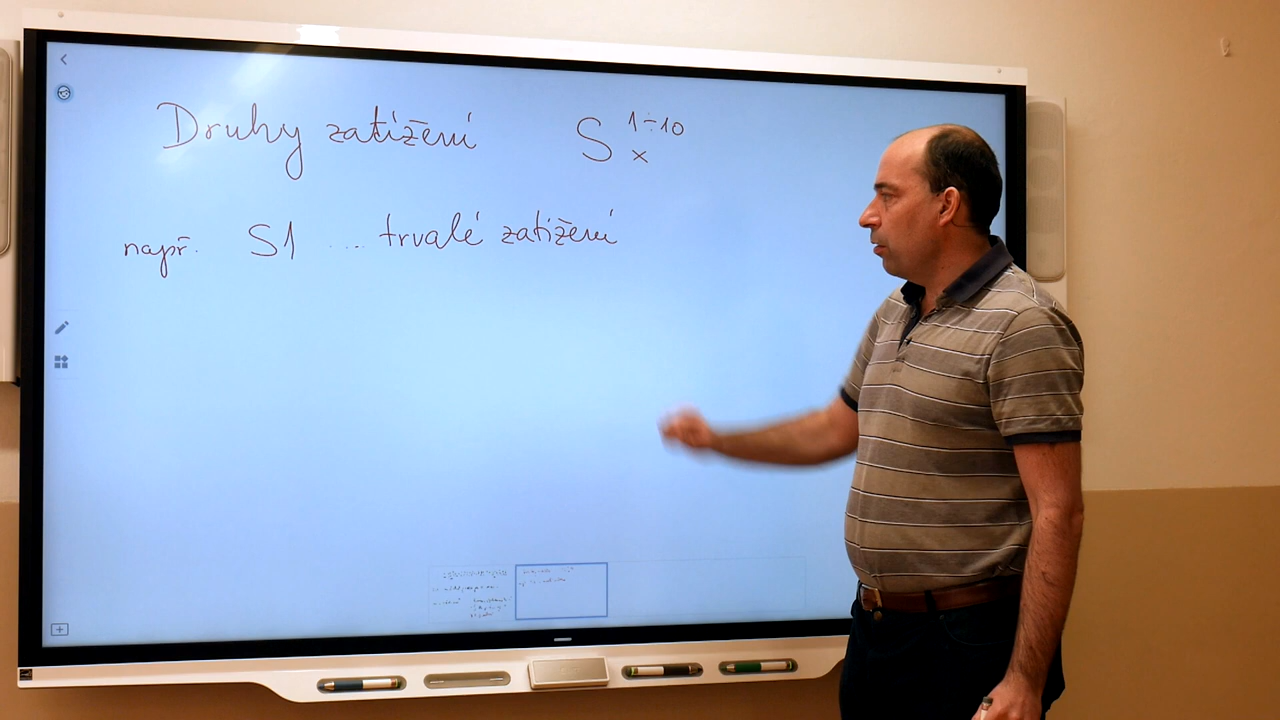 Druhy zatížení S x 1÷10
např. S1 ... trvalé zatížení